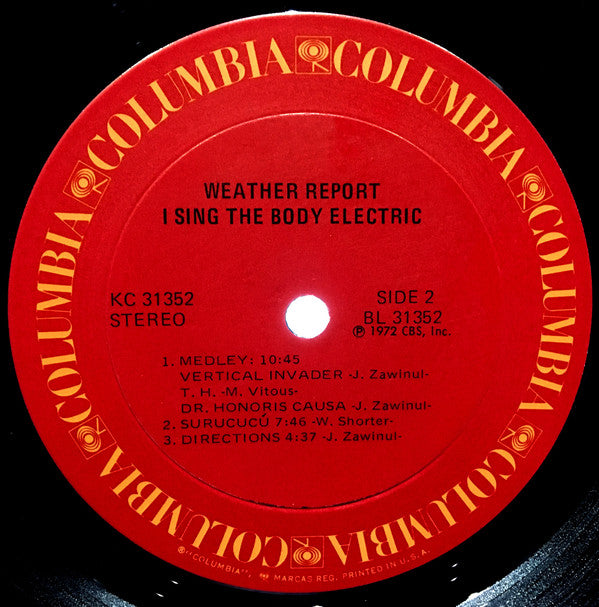 COLUMBIA COLUMBIA COLUMBIA COLUMBIA COLUMBIA COLUMBIA
WEATHER REPORT
I SING THE BODY ELECTRIC
KC 31352
STEREO
SIDE 2
BL 31352
Ⓟ 1972 CBS, Inc.
1. MEDLEY: 10:45
VERTICAL INVADER -J. Zawinul-
T. H. -M. Vitous-
DR. HONORIS CAUSA -J. Zawinul-
2. SURUCUCÚ 7:46 -W. Shorter-
3. DIRECTIONS 4:37 -J. Zawinul-
®"COLUMBIA", MARCAS REG. PRINTED IN U.S.A.